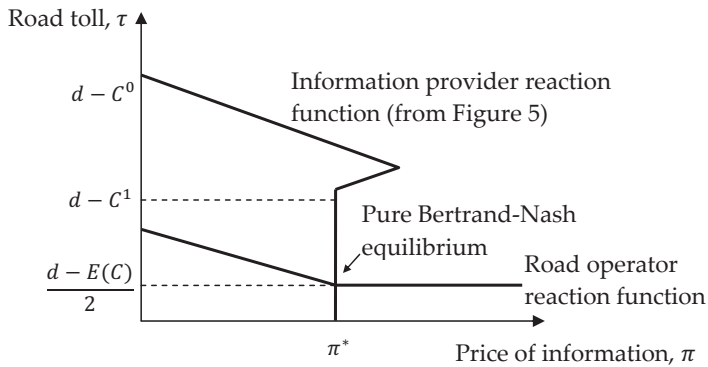 Road toll, τ
d − C⁰
Information provider reaction
function (from Figure 5)
d − C¹
Pure Bertrand-Nash
equilibrium
d − E(C)
2
Road operator
reaction function
π*
Price of information, π